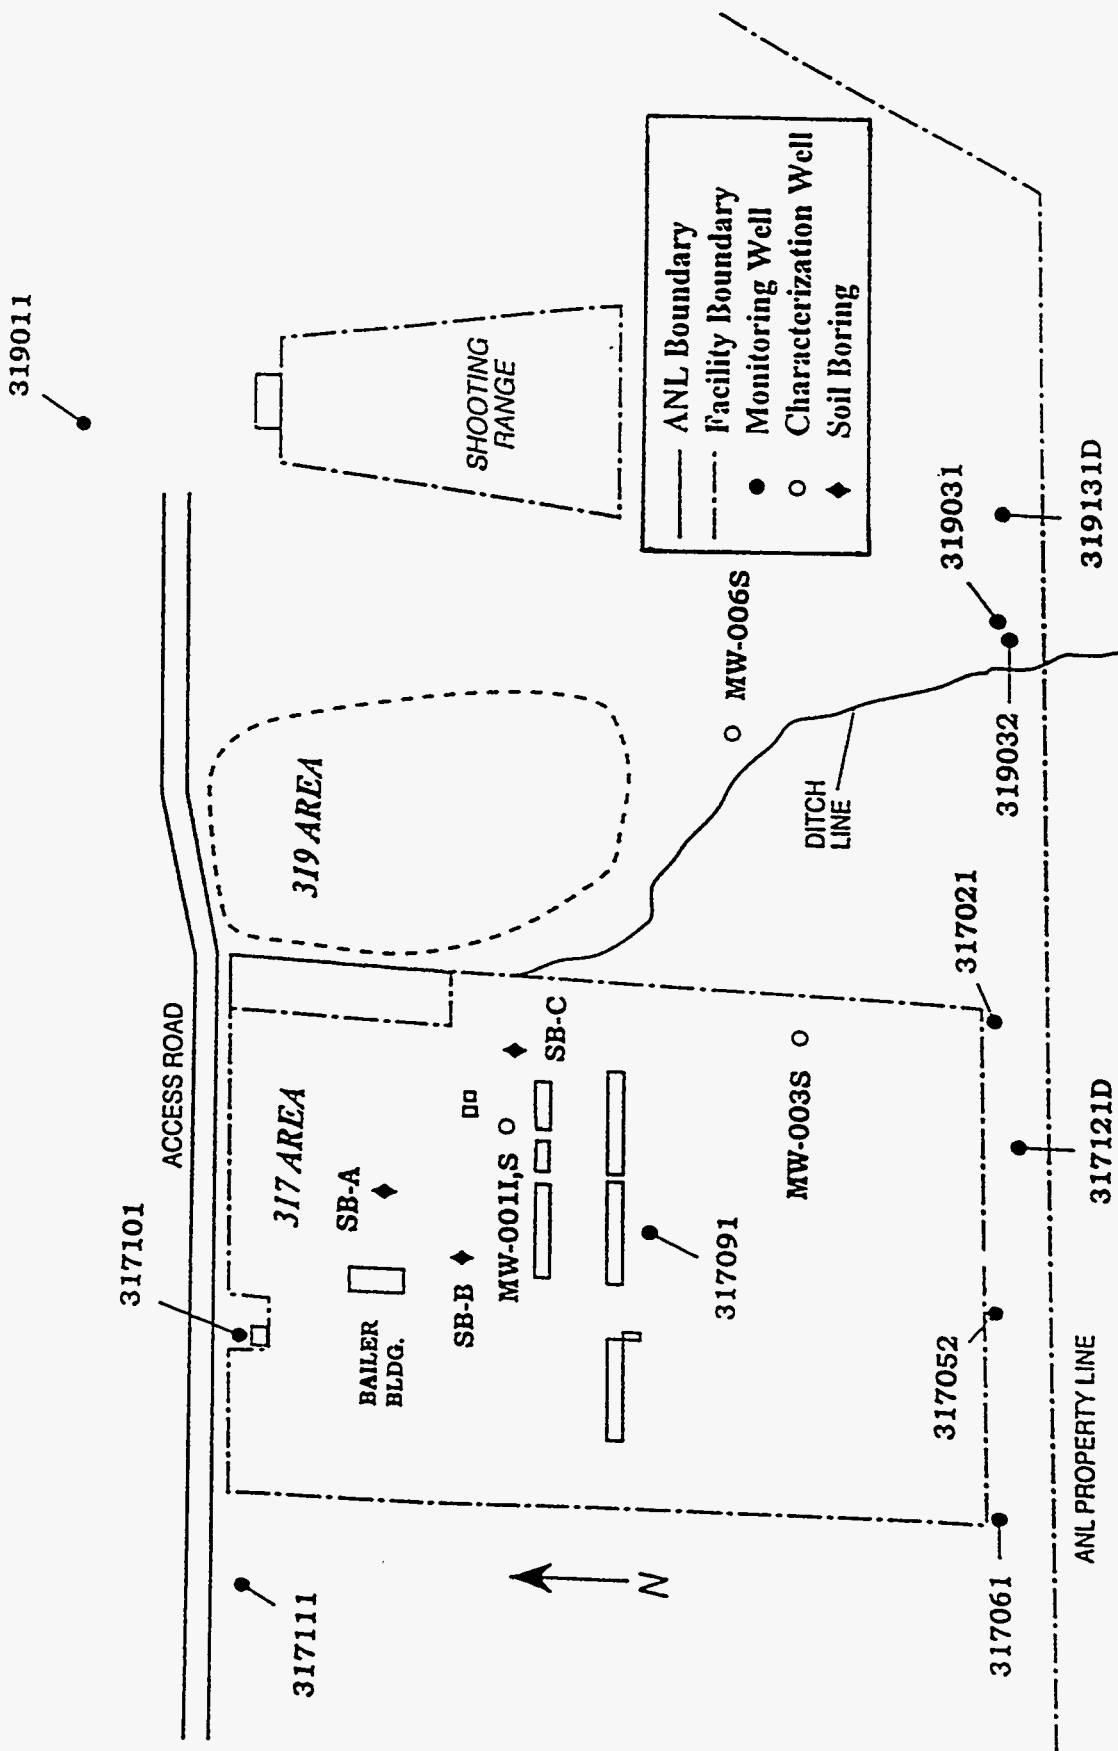 319011
ACCESS ROAD
317101
317111
319 AREA
317 AREA
SHOOTING
RANGE
SB-A
BAILER
BLDG.
SB-B
MW-001I,S
SB-C
317091
MW-003S
MW-006S
DITCH
LINE
ANL Boundary
Facility Boundary
Monitoring Well
Characterization Well
Soil Boring
N
317061
317052
317021
319032
319031
317121D
319131D
ANL PROPERTY LINE